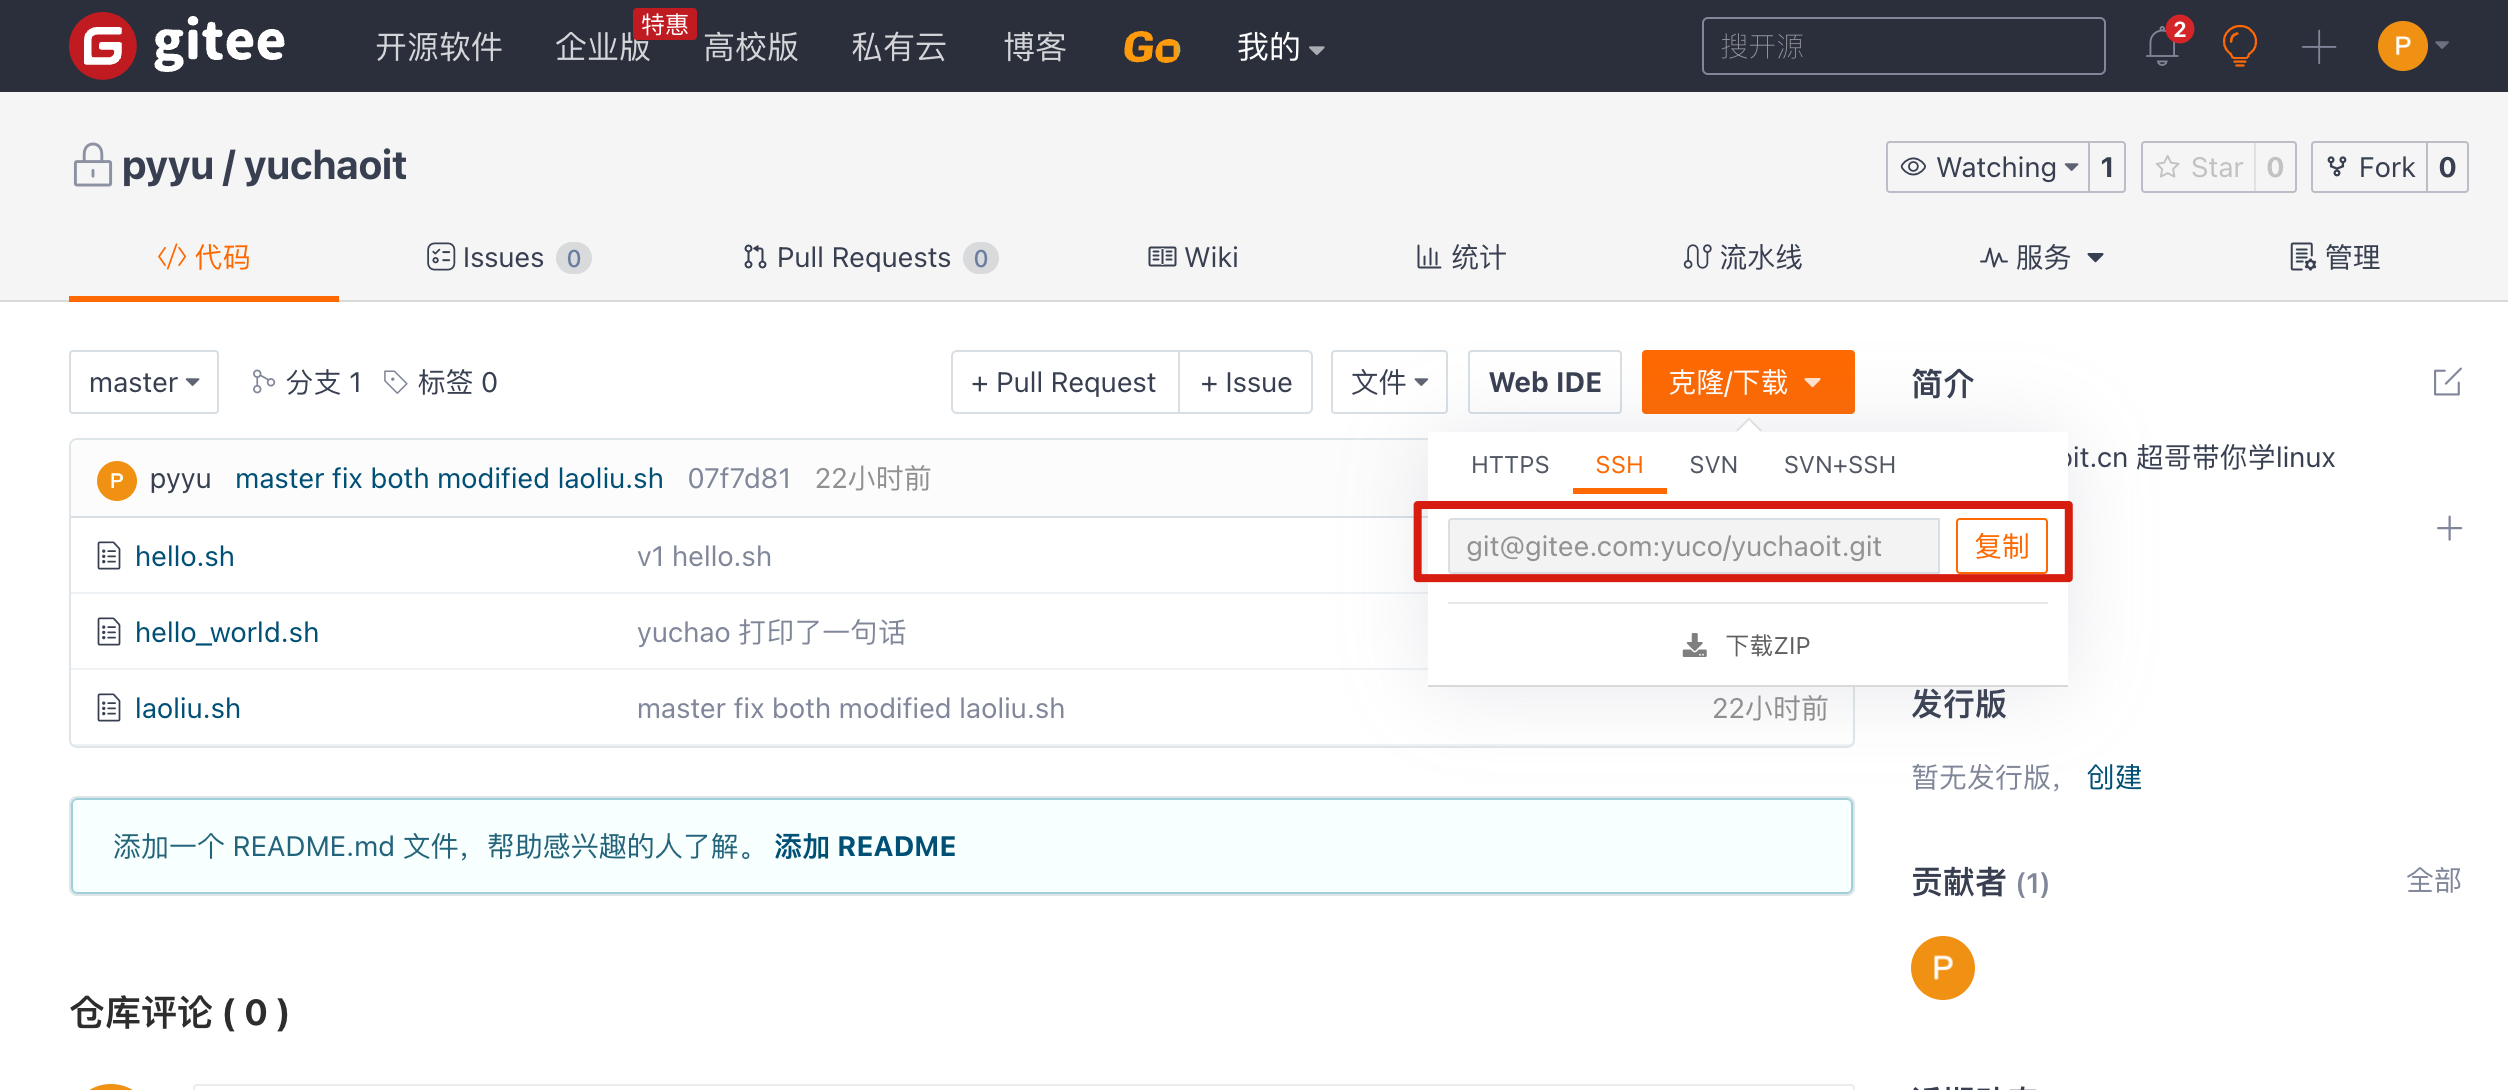 gitee 开源软件 企业版 特惠 高校版 私有云 博客 Go 我的 搜开源 2 P
pyyu / yuchaoit Watching 1 Star 0 Fork 0
代码 Issues 0 Pull Requests 0 Wiki 统计 流水线 服务 管理
master 分支 1 标签 0 + Pull Request + Issue 文件 Web IDE 克隆/下载 简介
HTTPS SSH SVN SVN+SSH
it.cn 超哥带你学linux
P pyyu master fix both modified laoliu.sh 07f7d81 22小时前
git@gitee.com:yuco/yuchaoit.git 复制
hello.sh v1 hello.sh
hello_world.sh yuchao 打印了一句话
下载ZIP
laoliu.sh master fix both modified laoliu.sh 22小时前
发行版
暂无发行版， 创建
添加一个 README.md 文件，帮助感兴趣的人了解。 添加 README
贡献者 (1) 全部
P
仓库评论 ( 0 )